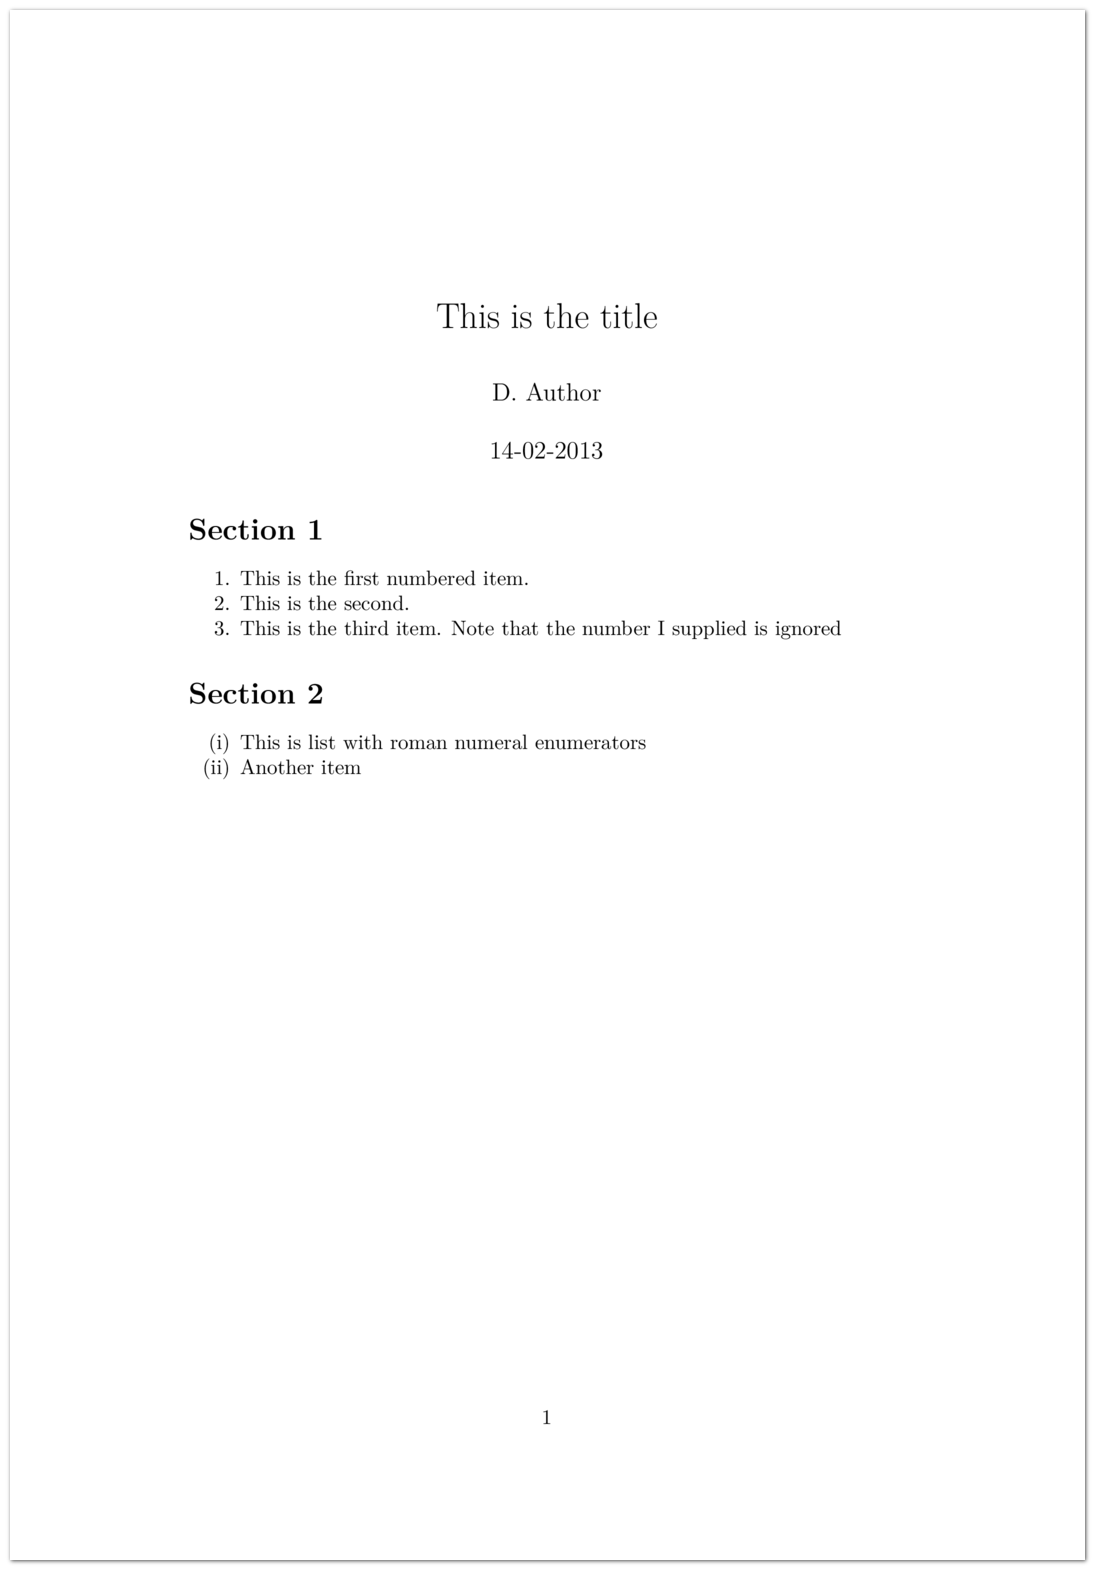 This is the title
D. Author
14-02-2013
Section 1
1. This is the first numbered item.
2. This is the second.
3. This is the third item. Note that the number I supplied is ignored
Section 2
(i) This is list with roman numeral enumerators
(ii) Another item
1